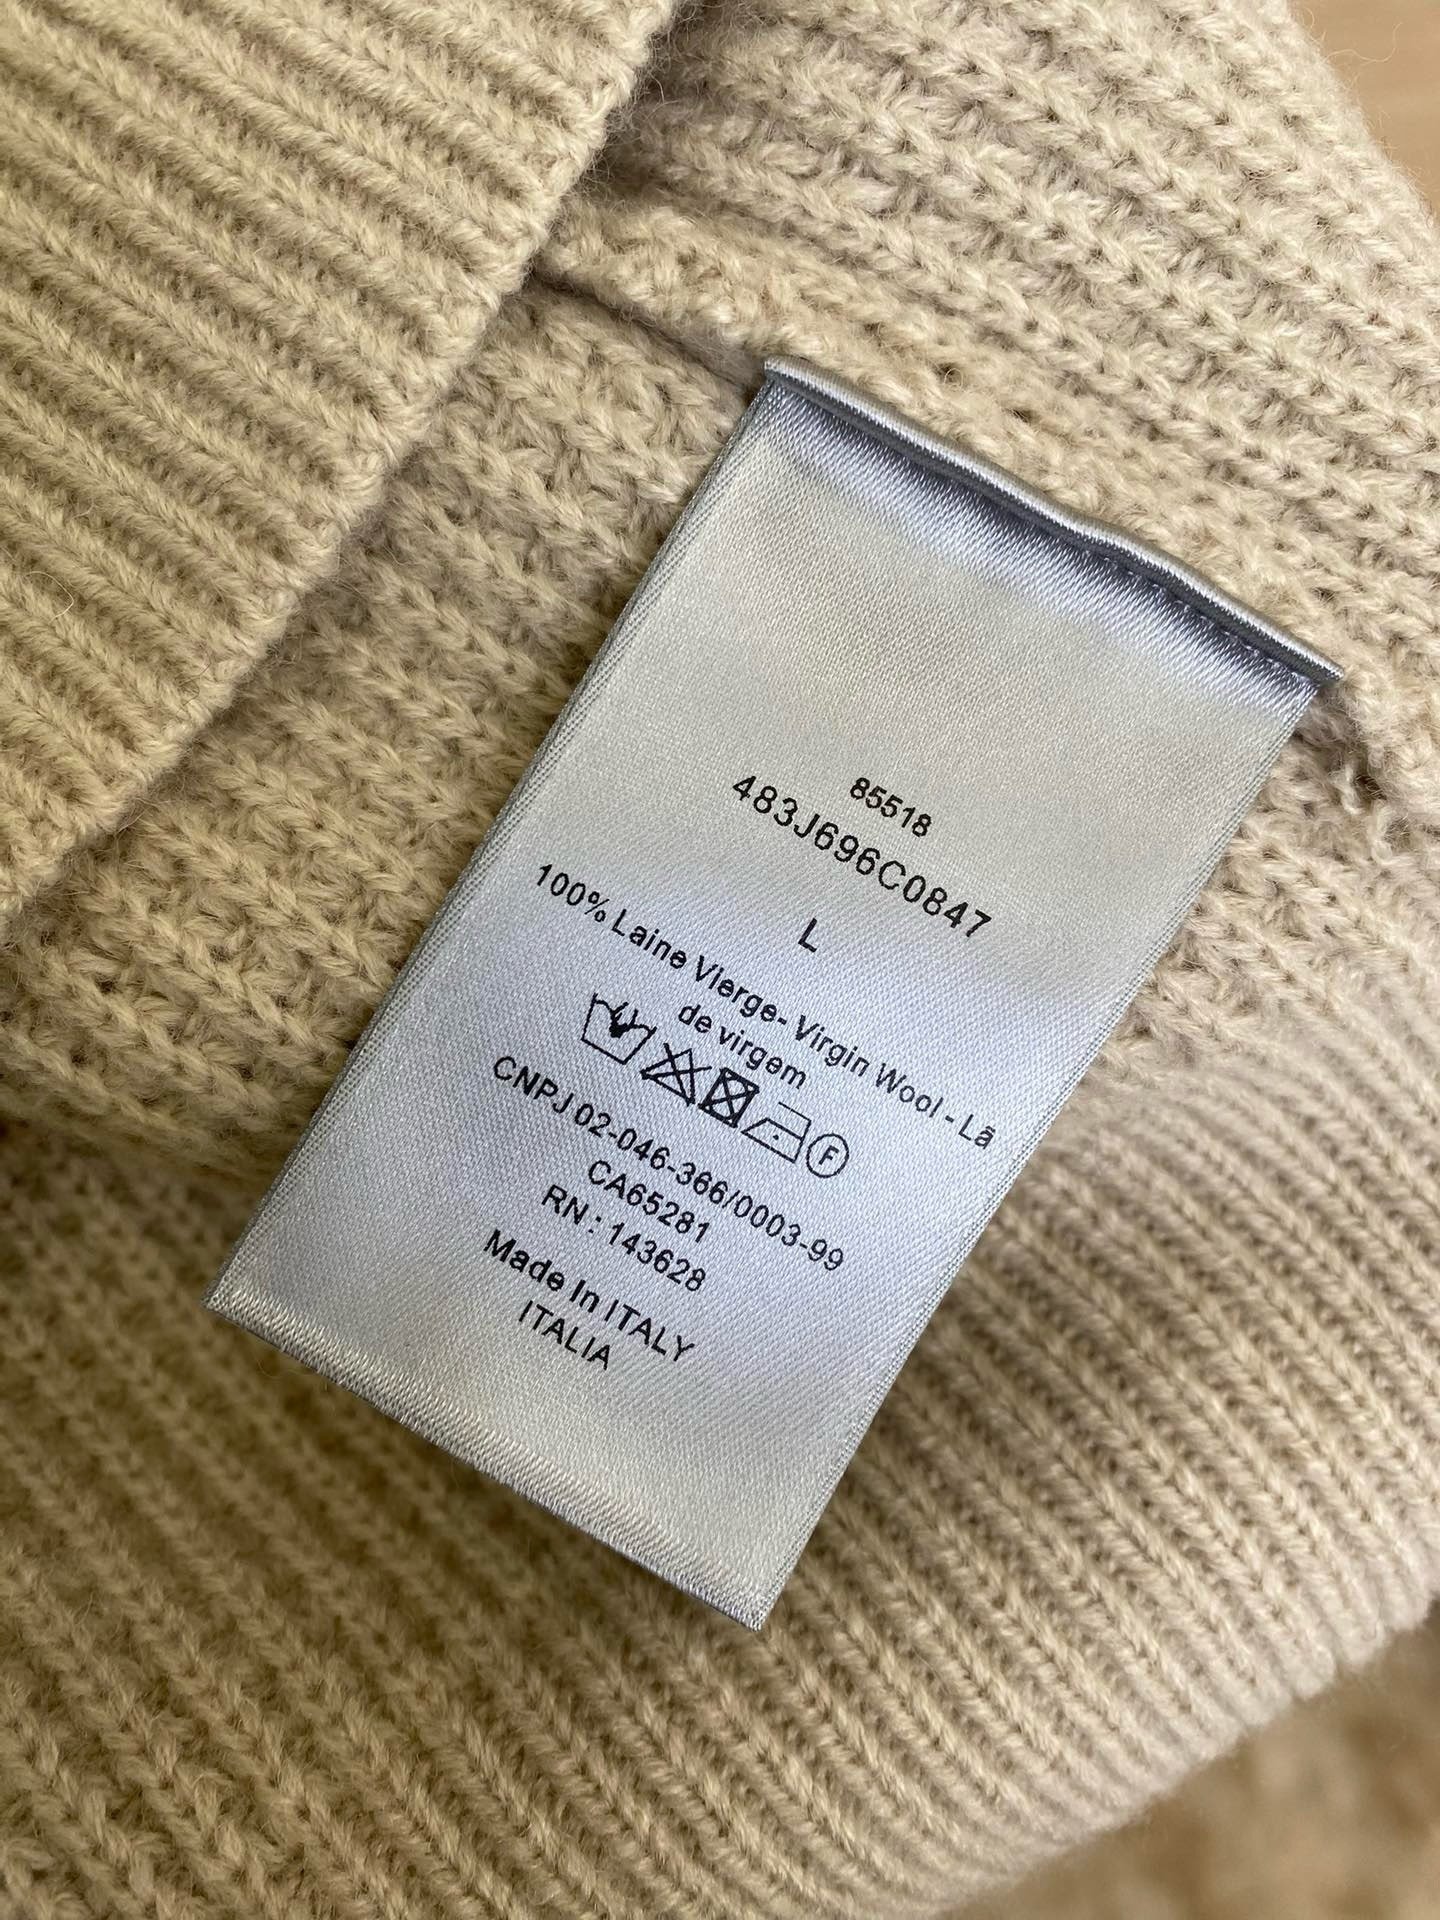 85518
483J696C0847
L
100% Laine Vierge- Virgin Wool - Lã
de virgem
F
CNPJ 02-046-366/0003-99
CA65281
RN : 143628
Made In ITALY
ITALIA